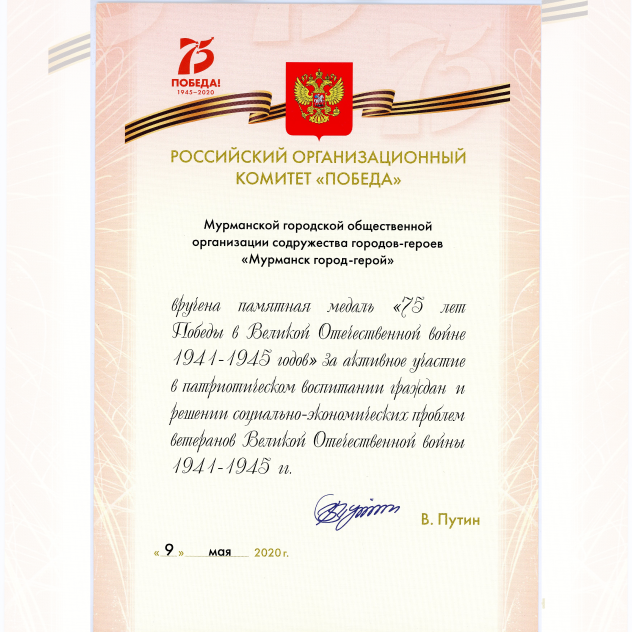 75
ПОБЕДА!
1945–2020
РОССИЙСКИЙ ОРГАНИЗАЦИОННЫЙ
КОМИТЕТ «ПОБЕДА»
Мурманской городской общественной
организации содружества городов-героев
«Мурманск город-герой»
вручена памятная медаль «75 лет
Победы в Великой Отечественной войне
1941-1945 годов» за активное участие
в патриотическом воспитании граждан и
решении социально-экономических проблем
ветеранов Великой Отечественной войны
1941-1945 гг.
В. Путин
« 9 » мая 2020 г.